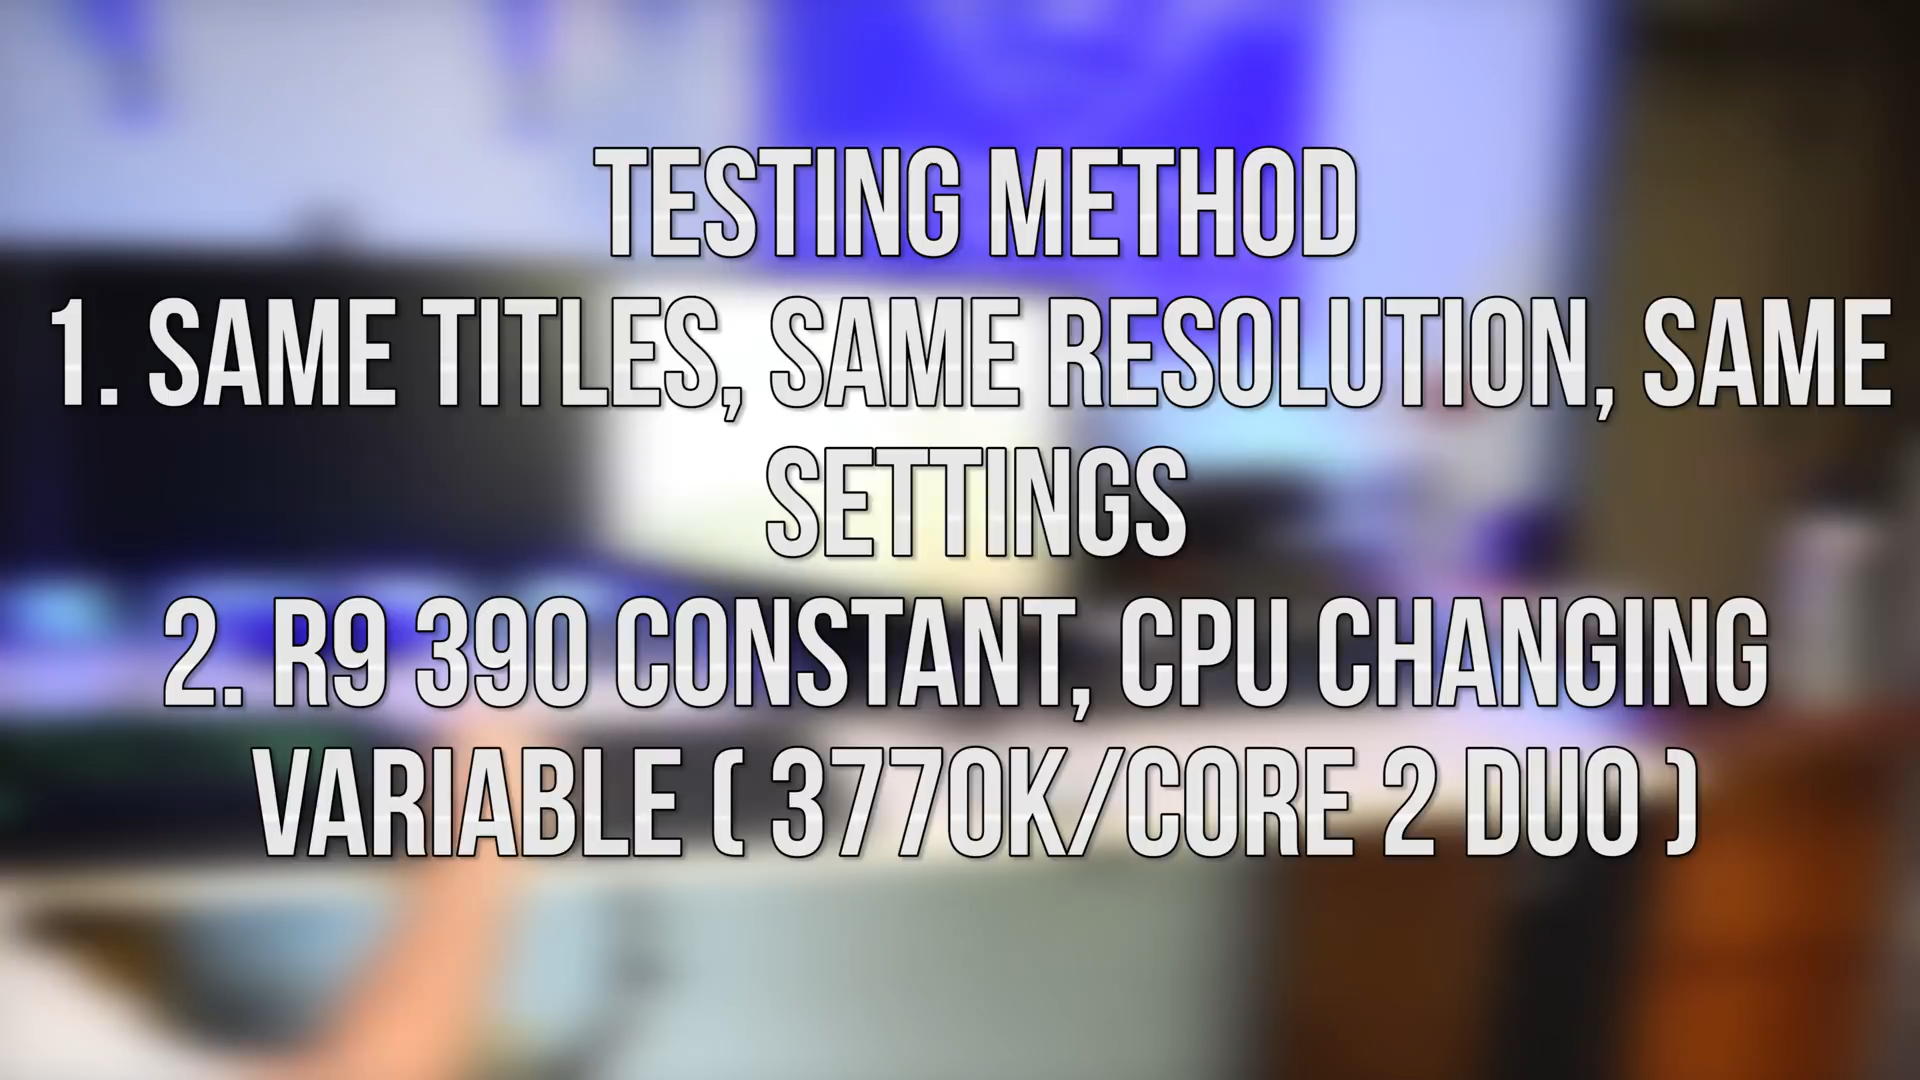 TESTING METHOD
1. SAME TITLES, SAME RESOLUTION, SAME
SETTINGS
2. R9 390 CONSTANT, CPU CHANGING
VARIABLE ( 3770K/CORE 2 DUO )